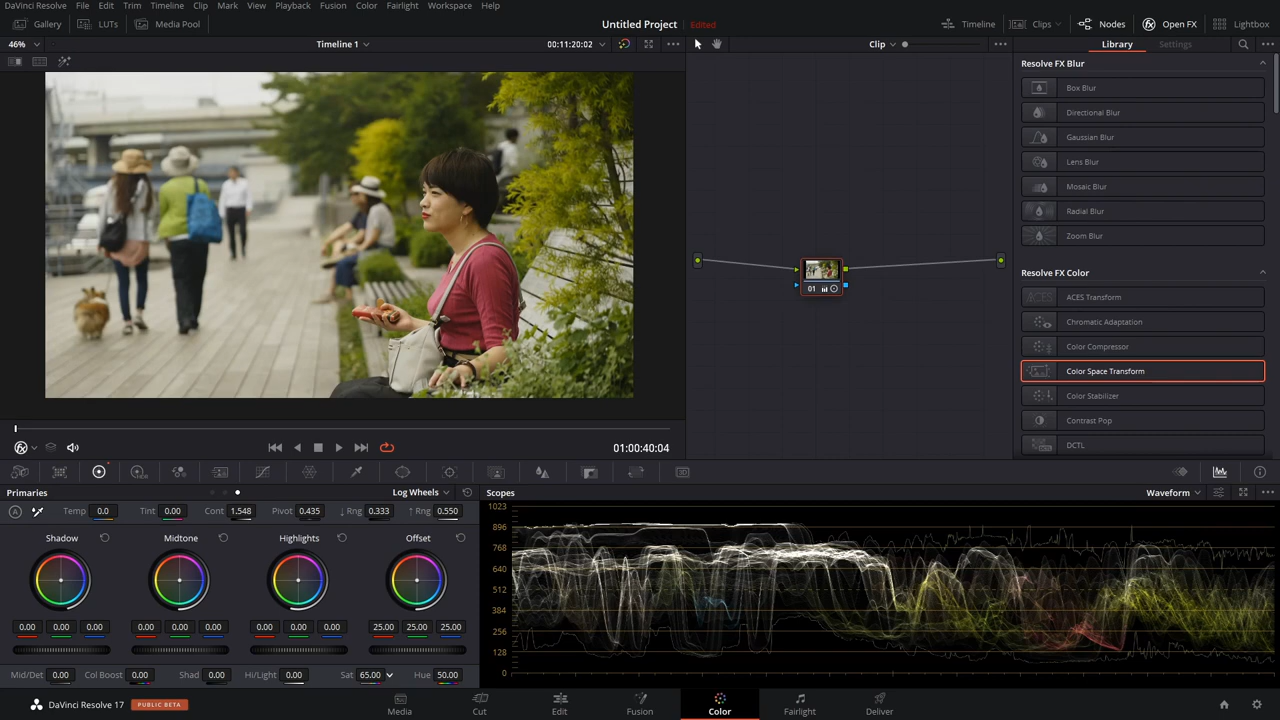 DaVinci Resolve File Edit Trim Timeline Clip Mark View Playback Fusion Color Fairlight Workspace Help
Gallery LUTs Media Pool Untitled Project Edited Timeline Clips Nodes Open FX Lightbox
46% Timeline 1 00:11:20:02 Clip Library Settings
Resolve FX Blur
Box Blur
Directional Blur
Gaussian Blur
Lens Blur
Mosaic Blur
Radial Blur
Zoom Blur
Resolve FX Color
ACES Transform
Chromatic Adaptation
Color Compressor
Color Space Transform
Color Stabilizer
Contrast Pop
DCTL
01
01:00:40:04
Primaries Log Wheels
Temp 0.0 Tint 0.00 Cont 1.548 Pivot 0.435 ↓ Rng 0.333 ↑ Rng 0.550
Shadow Midtone Highlights Offset
0.00 0.00 0.00 0.00 0.00 0.00 0.00 0.00 0.00 25.00 25.00 25.00
Mid/Det 0.00 Col Boost 0.00 Shad 0.00 Hi/Light 0.00 Sat 65.00 Hue 50.00
Scopes Waveform
1023
896
768
640
512
384
256
128
0
DaVinci Resolve 17 PUBLIC BETA
Media Cut Edit Fusion Color Fairlight Deliver